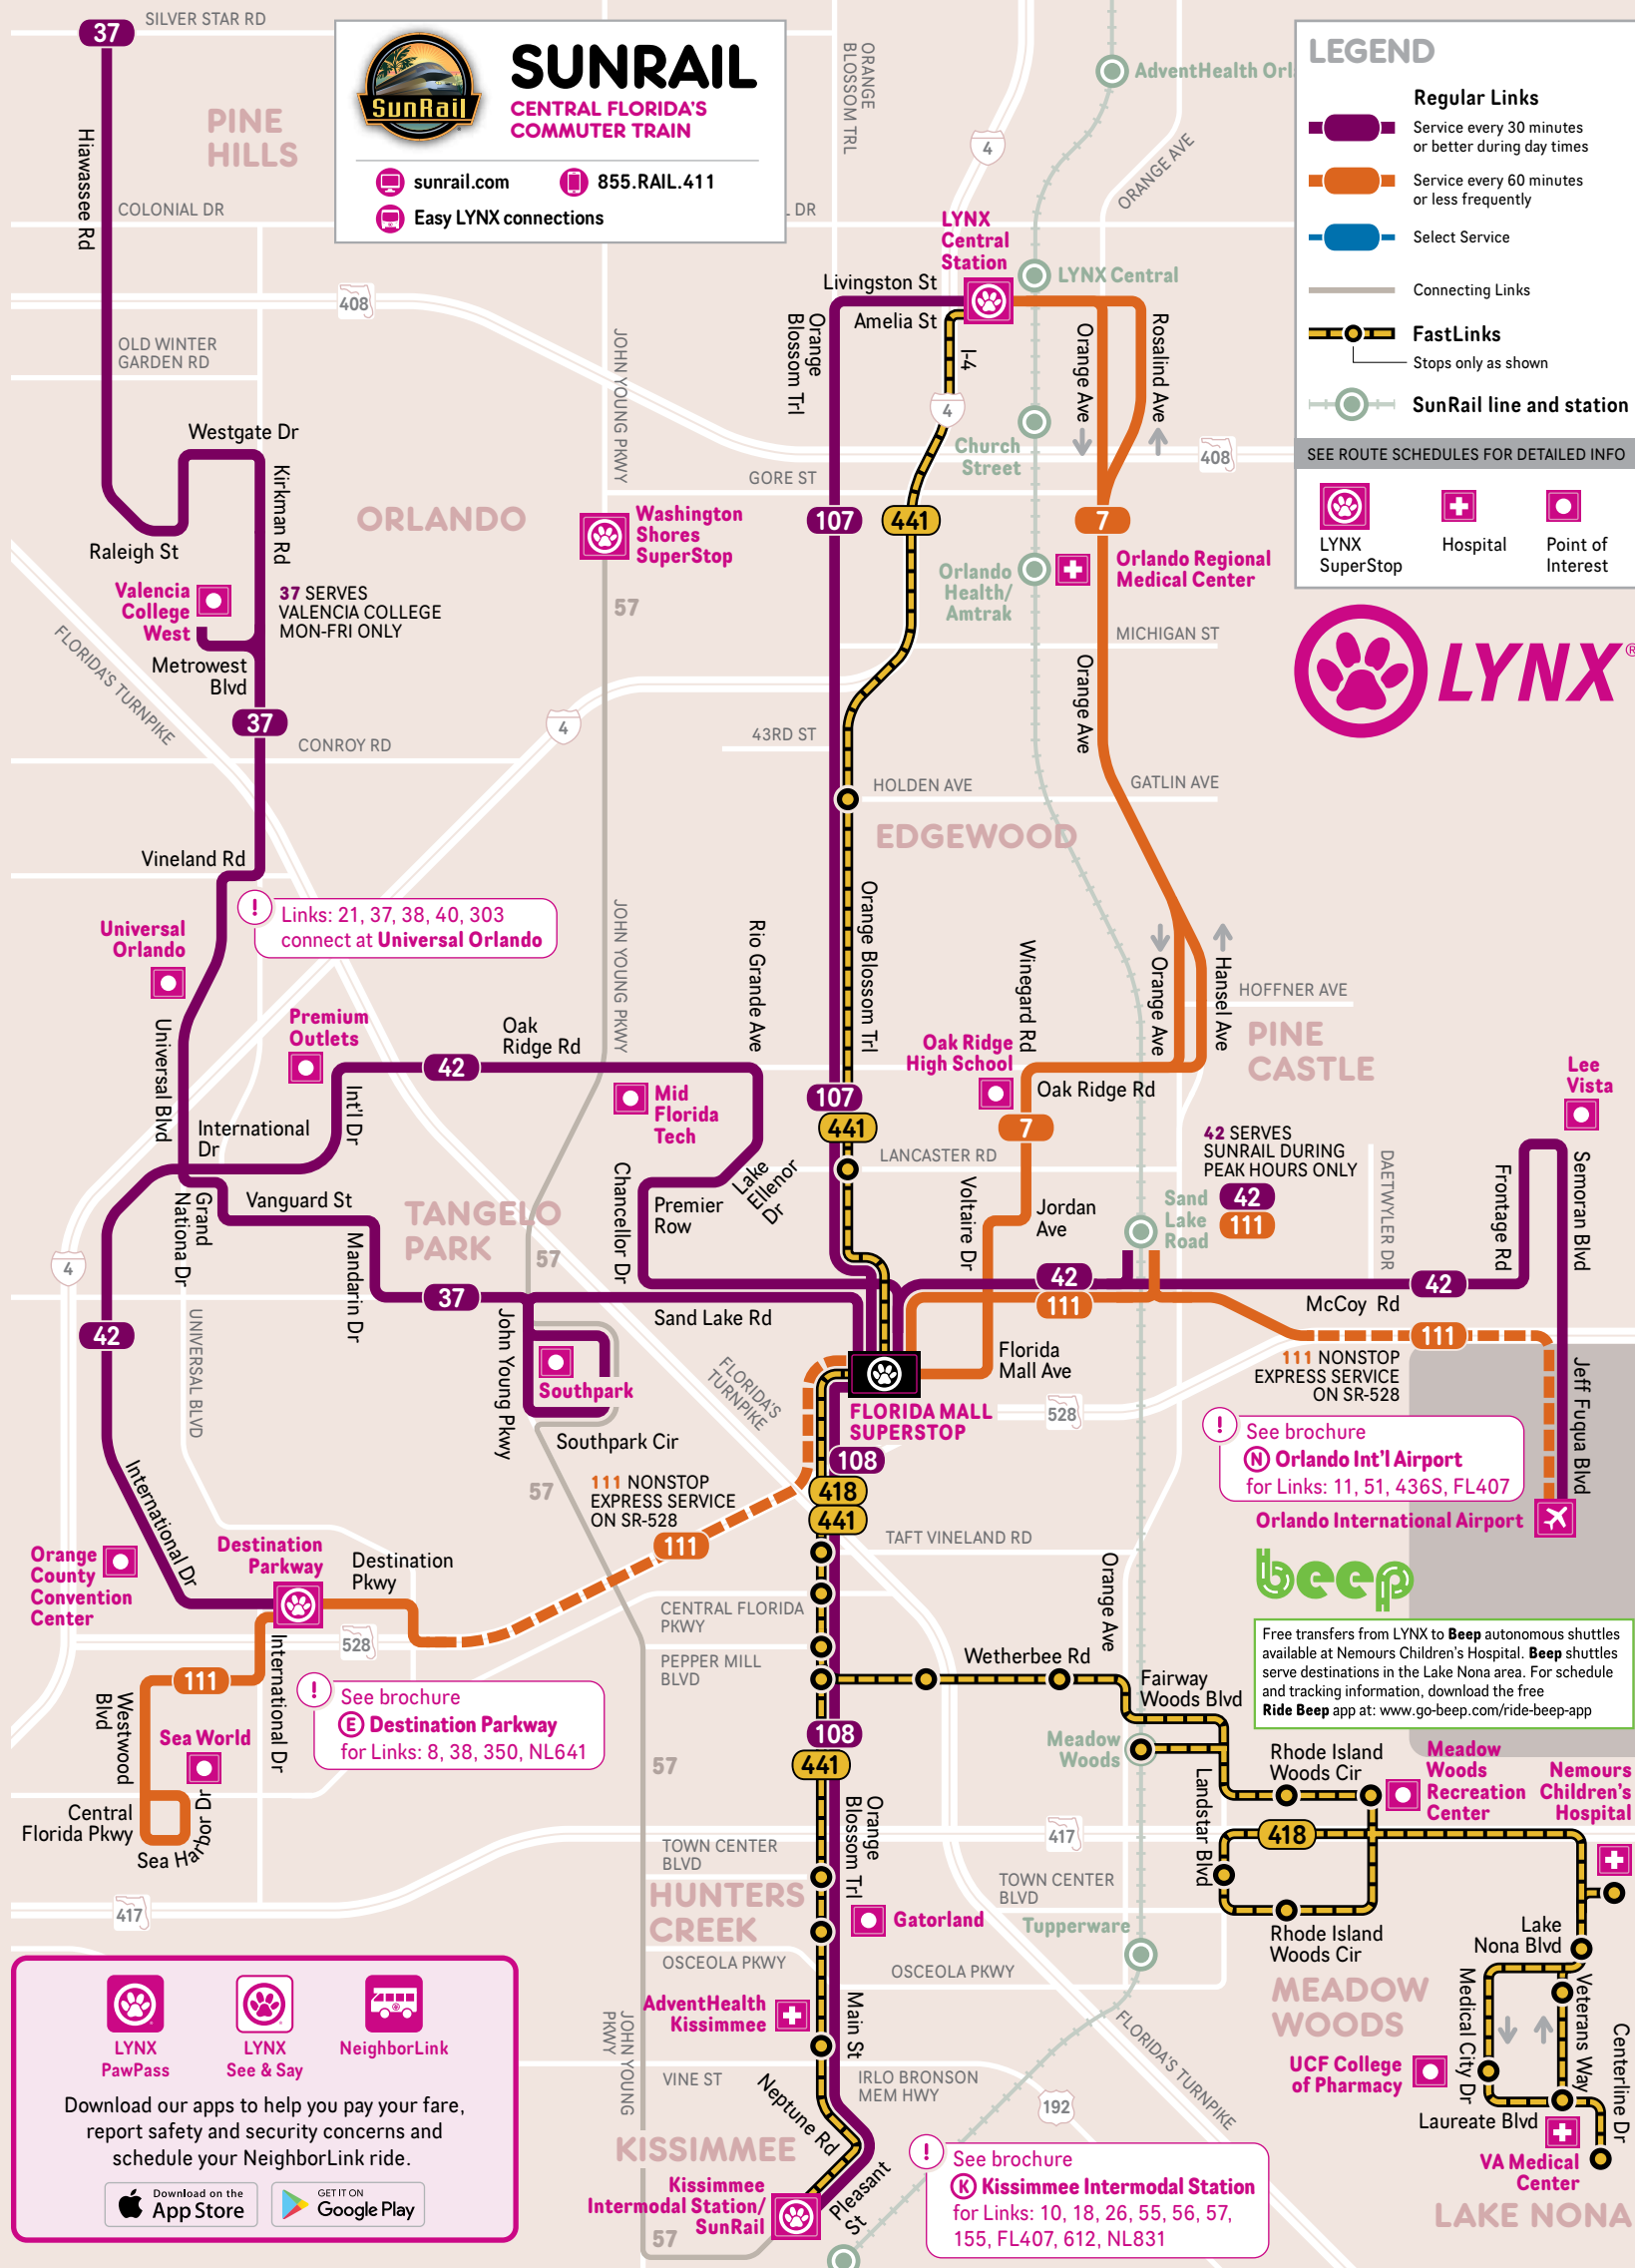 SILVER STAR RD
37
Hiawassee Rd
PINE
HILLS
COLONIAL DR
408
OLD WINTER
GARDEN RD
SunRail
SUNRAIL
CENTRAL FLORIDA'S
COMMUTER TRAIN
sunrail.com
855.RAIL.411
Easy LYNX connections
L DR
ORANGE
BLOSSOM TRL
4
ORANGE AVE
AdventHealth Orl
LEGEND
Regular Links
Service every 30 minutes
or better during day times
Service every 60 minutes
or less frequently
Select Service
Connecting Links
FastLinks
Stops only as shown
SunRail line and station
SEE ROUTE SCHEDULES FOR DETAILED INFO
LYNX
SuperStop
Hospital
Point of
Interest
LYNX®
LYNX
Central
Station
LYNX Central
Livingston St
Amelia St
Orange
Blossom Trl
I-4
4
Orange Ave
Rosalind Ave
Church
Street
408
JOHN YOUNG PKWY
GORE ST
107
441
7
Westgate Dr
Kirkman Rd
Raleigh St
ORLANDO
Washington
Shores
SuperStop
Valencia
College
West
37 SERVES
VALENCIA COLLEGE
MON-FRI ONLY
57
Orlando
Health/
Amtrak
Orlando Regional
Medical Center
MICHIGAN ST
Metrowest
Blvd
FLORIDA'S TURNPIKE
37
CONROY RD
4
43RD ST
Orange Ave
HOLDEN AVE
GATLIN AVE
EDGEWOOD
Vineland Rd
!
Links: 21, 37, 38, 40, 303
connect at Universal Orlando
Universal
Orlando
JOHN YOUNG PKWY
Rio Grande Ave
Orange Blossom Trl
Winegard Rd
Orange Ave
Hansel Ave
HOFFNER AVE
PINE
CASTLE
Premium
Outlets
Oak
Ridge Rd
Universal Blvd
42
Int'l Dr
Mid
Florida
Tech
107
441
Oak Ridge
High School
Oak Ridge Rd
7
Lee
Vista
International
Dr
LANCASTER RD
42 SERVES
SUNRAIL DURING
PEAK HOURS ONLY
42
111
DAETWYLER DR
Frontage Rd
Semoran Blvd
Grand
Nationa Dr
Vanguard St
TANGELO
PARK
Chancellor Dr
Premier
Row
Lake
Ellenor
Dr
Voltaire Dr
Jordan
Ave
Sand
Lake
Road
4
57
Mandarin Dr
37
Sand Lake Rd
42
111
McCoy Rd
42
42
UNIVERSAL BLVD
John Young Pkwy
Southpark
Southpark Cir
FLORIDA'S
TURNPIKE
Florida
Mall Ave
FLORIDA MALL
SUPERSTOP
528
111
111 NONSTOP
EXPRESS SERVICE
ON SR-528
Jeff Fuqua Blvd
!
See brochure
N Orlando Int'l Airport
for Links: 11, 51, 436S, FL407
Orlando International Airport
108
57
111 NONSTOP
EXPRESS SERVICE
ON SR-528
418
441
111
TAFT VINELAND RD
Orange Ave
International Dr
Orange
County
Convention
Center
Destination
Parkway
Destination
Pkwy
CENTRAL FLORIDA
PKWY
PEPPER MILL
BLVD
Wetherbee Rd
Fairway
Woods Blvd
beep
Free transfers from LYNX to Beep autonomous shuttles
available at Nemours Children's Hospital. Beep shuttles
serve destinations in the Lake Nona area. For schedule
and tracking information, download the free
Ride Beep app at: www.go-beep.com/ride-beep-app
528
111
International Dr
Westwood
Blvd
Sea World
!
See brochure
E Destination Parkway
for Links: 8, 38, 350, NL641
57
108
441
Meadow
Woods
Landstar Blvd
Rhode Island
Woods Cir
Meadow
Woods
Recreation
Center
Nemours
Children's
Hospital
Central
Florida Pkwy
Sea Harbor Dr
417
TOWN CENTER
BLVD
Orange
Blossom Trl
417
418
TOWN CENTER
BLVD
HUNTERS
CREEK
Gatorland
Tupperware
Rhode Island
Woods Cir
Lake
Nona Blvd
OSCEOLA PKWY
OSCEOLA PKWY
MEADOW
WOODS
Medical City Dr
Veterans Way
Centerline Dr
LYNX
PawPass
LYNX
See & Say
NeighborLink
Download our apps to help you pay your fare,
report safety and security concerns and
schedule your NeighborLink ride.
Download on the
App Store
GET IT ON
Google Play
AdventHealth
Kissimmee
Main St
JOHN YOUNG
PKWY
VINE ST
IRLO BRONSON
MEM HWY
192
FLORIDA'S TURNPIKE
UCF College
of Pharmacy
Laureate Blvd
VA Medical
Center
LAKE NONA
Neptune Rd
KISSIMMEE
Kissimmee
Intermodal Station/
SunRail
Pleasant
St
57
!
See brochure
K Kissimmee Intermodal Station
for Links: 10, 18, 26, 55, 56, 57,
155, FL407, 612, NL831